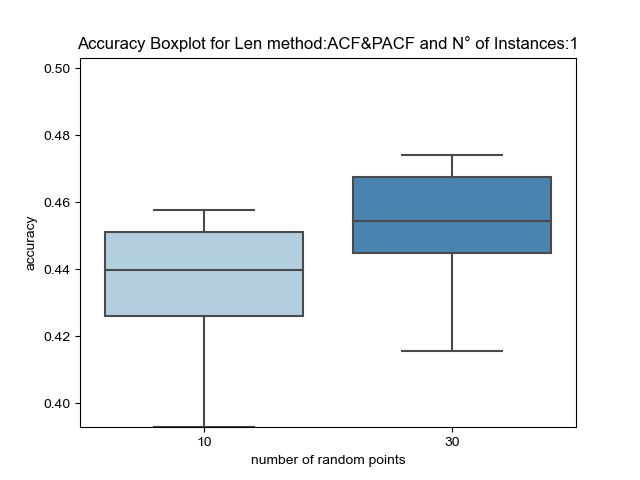 Accuracy Boxplot for Len method:ACF&PACF and N° of Instances:1
0.50
0.48
0.46
0.44
0.42
0.40
accuracy
10 30
number of random points